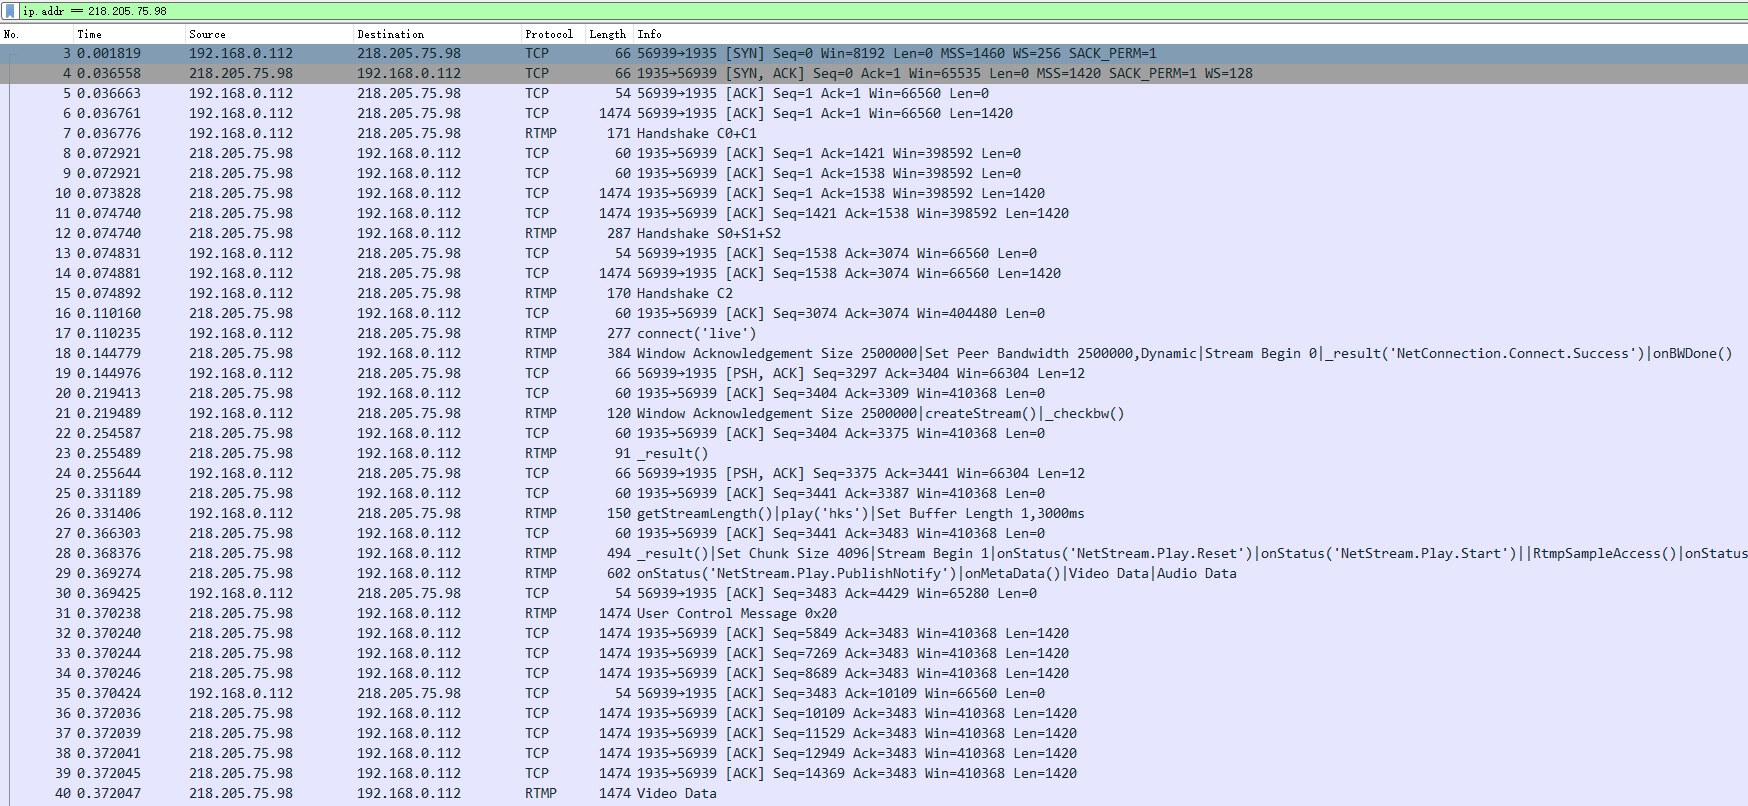 ip.addr == 218.205.75.98
No. Time Source Destination Protocol Length Info
3 0.001819 192.168.0.112 218.205.75.98 TCP 66 56939→1935 [SYN] Seq=0 Win=8192 Len=0 MSS=1460 WS=256 SACK_PERM=1
4 0.036558 218.205.75.98 192.168.0.112 TCP 66 1935→56939 [SYN, ACK] Seq=0 Ack=1 Win=65535 Len=0 MSS=1420 SACK_PERM=1 WS=128
5 0.036663 192.168.0.112 218.205.75.98 TCP 54 56939→1935 [ACK] Seq=1 Ack=1 Win=66560 Len=0
6 0.036761 192.168.0.112 218.205.75.98 TCP 1474 56939→1935 [ACK] Seq=1 Ack=1 Win=66560 Len=1420
7 0.036776 192.168.0.112 218.205.75.98 RTMP 171 Handshake C0+C1
8 0.072921 218.205.75.98 192.168.0.112 TCP 60 1935→56939 [ACK] Seq=1 Ack=1421 Win=398592 Len=0
9 0.072921 218.205.75.98 192.168.0.112 TCP 60 1935→56939 [ACK] Seq=1 Ack=1538 Win=398592 Len=0
10 0.073828 218.205.75.98 192.168.0.112 TCP 1474 1935→56939 [ACK] Seq=1 Ack=1538 Win=398592 Len=1420
11 0.074740 218.205.75.98 192.168.0.112 TCP 1474 1935→56939 [ACK] Seq=1421 Ack=1538 Win=398592 Len=1420
12 0.074740 218.205.75.98 192.168.0.112 RTMP 287 Handshake S0+S1+S2
13 0.074831 192.168.0.112 218.205.75.98 TCP 54 56939→1935 [ACK] Seq=1538 Ack=3074 Win=66560 Len=0
14 0.074881 192.168.0.112 218.205.75.98 TCP 1474 56939→1935 [ACK] Seq=1538 Ack=3074 Win=66560 Len=1420
15 0.074892 192.168.0.112 218.205.75.98 RTMP 170 Handshake C2
16 0.110160 218.205.75.98 192.168.0.112 TCP 60 1935→56939 [ACK] Seq=3074 Ack=3074 Win=404480 Len=0
17 0.110235 192.168.0.112 218.205.75.98 RTMP 277 connect('live')
18 0.144779 218.205.75.98 192.168.0.112 RTMP 384 Window Acknowledgement Size 2500000|Set Peer Bandwidth 2500000,Dynamic|Stream Begin 0|_result('NetConnection.Connect.Success')|onBWDone()
19 0.144976 192.168.0.112 218.205.75.98 TCP 66 56939→1935 [PSH, ACK] Seq=3297 Ack=3404 Win=66304 Len=12
20 0.219413 218.205.75.98 192.168.0.112 TCP 60 1935→56939 [ACK] Seq=3404 Ack=3309 Win=410368 Len=0
21 0.219489 192.168.0.112 218.205.75.98 RTMP 120 Window Acknowledgement Size 2500000|createStream()|_checkbw()
22 0.254587 218.205.75.98 192.168.0.112 TCP 60 1935→56939 [ACK] Seq=3404 Ack=3375 Win=410368 Len=0
23 0.255489 218.205.75.98 192.168.0.112 RTMP 91 _result()
24 0.255644 192.168.0.112 218.205.75.98 TCP 66 56939→1935 [PSH, ACK] Seq=3375 Ack=3441 Win=66304 Len=12
25 0.331189 218.205.75.98 192.168.0.112 TCP 60 1935→56939 [ACK] Seq=3441 Ack=3387 Win=410368 Len=0
26 0.331406 192.168.0.112 218.205.75.98 RTMP 150 getStreamLength()|play('hks')|Set Buffer Length 1,3000ms
27 0.366303 218.205.75.98 192.168.0.112 TCP 60 1935→56939 [ACK] Seq=3441 Ack=3483 Win=410368 Len=0
28 0.368376 218.205.75.98 192.168.0.112 RTMP 494 _result()|Set Chunk Size 4096|Stream Begin 1|onStatus('NetStream.Play.Reset')|onStatus('NetStream.Play.Start')||RtmpSampleAccess()|onStatus
29 0.369274 218.205.75.98 192.168.0.112 RTMP 602 onStatus('NetStream.Play.PublishNotify')|onMetaData()|Video Data|Audio Data
30 0.369425 192.168.0.112 218.205.75.98 TCP 54 56939→1935 [ACK] Seq=3483 Ack=4429 Win=65280 Len=0
31 0.370238 218.205.75.98 192.168.0.112 RTMP 1474 User Control Message 0x20
32 0.370240 218.205.75.98 192.168.0.112 TCP 1474 1935→56939 [ACK] Seq=5849 Ack=3483 Win=410368 Len=1420
33 0.370244 218.205.75.98 192.168.0.112 TCP 1474 1935→56939 [ACK] Seq=7269 Ack=3483 Win=410368 Len=1420
34 0.370246 218.205.75.98 192.168.0.112 TCP 1474 1935→56939 [ACK] Seq=8689 Ack=3483 Win=410368 Len=1420
35 0.370424 192.168.0.112 218.205.75.98 TCP 54 56939→1935 [ACK] Seq=3483 Ack=10109 Win=66560 Len=0
36 0.372036 218.205.75.98 192.168.0.112 TCP 1474 1935→56939 [ACK] Seq=10109 Ack=3483 Win=410368 Len=1420
37 0.372039 218.205.75.98 192.168.0.112 TCP 1474 1935→56939 [ACK] Seq=11529 Ack=3483 Win=410368 Len=1420
38 0.372041 218.205.75.98 192.168.0.112 TCP 1474 1935→56939 [ACK] Seq=12949 Ack=3483 Win=410368 Len=1420
39 0.372045 218.205.75.98 192.168.0.112 TCP 1474 1935→56939 [ACK] Seq=14369 Ack=3483 Win=410368 Len=1420
40 0.372047 218.205.75.98 192.168.0.112 RTMP 1474 Video Data